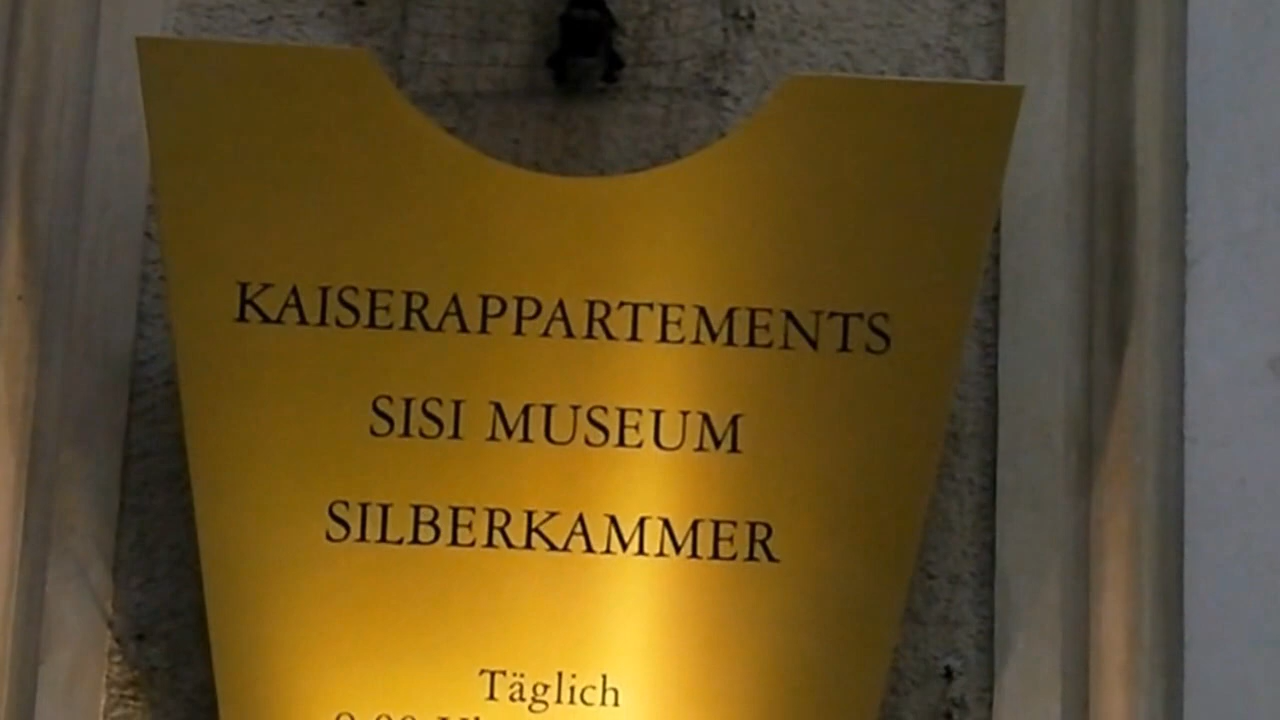 KAISERAPPARTEMENTS
SISI MUSEUM
SILBERKAMMER
Täglich